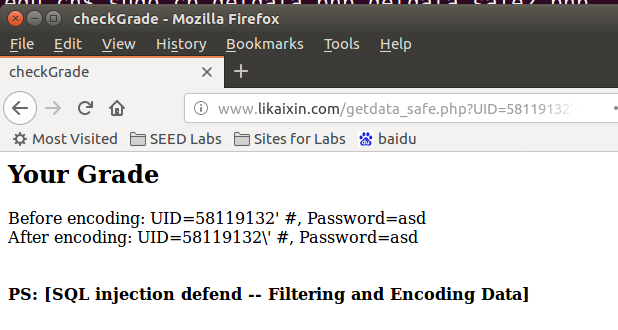 checkGrade - Mozilla Firefox
File Edit View History Bookmarks Tools Help
checkGrade
www.likaixin.com/getdata_safe.php?UID=58119132
Most Visited SEED Labs Sites for Labs baidu
Your Grade
Before encoding: UID=58119132' #, Password=asd
After encoding: UID=58119132\' #, Password=asd
PS: [SQL injection defend -- Filtering and Encoding Data]